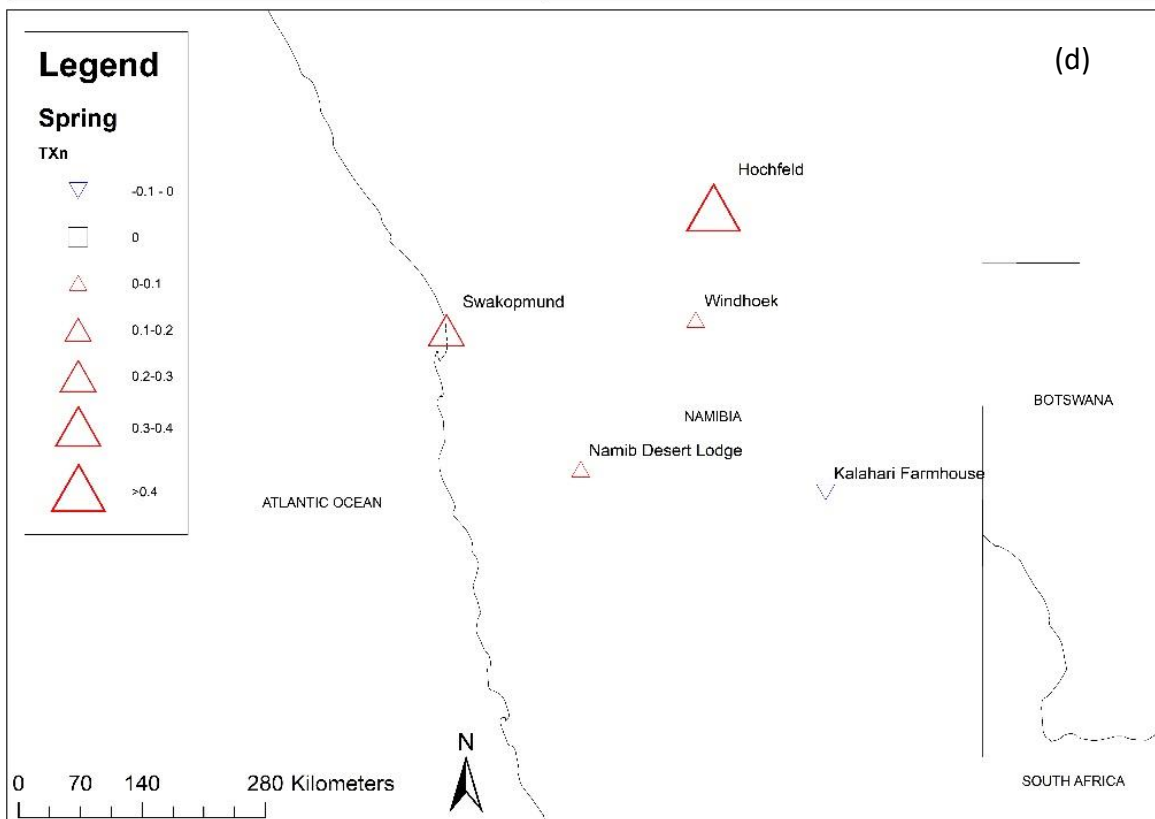 (d)
Legend
Spring
TXn
-0.1 - 0
0
0-0.1
0.1-0.2
0.2-0.3
0.3-0.4
>0.4
Hochfeld
Swakopmund
Windhoek
BOTSWANA
NAMIBIA
Namib Desert Lodge
Kalahari Farmhouse
ATLANTIC OCEAN
N
0 70 140 280 Kilometers
SOUTH AFRICA